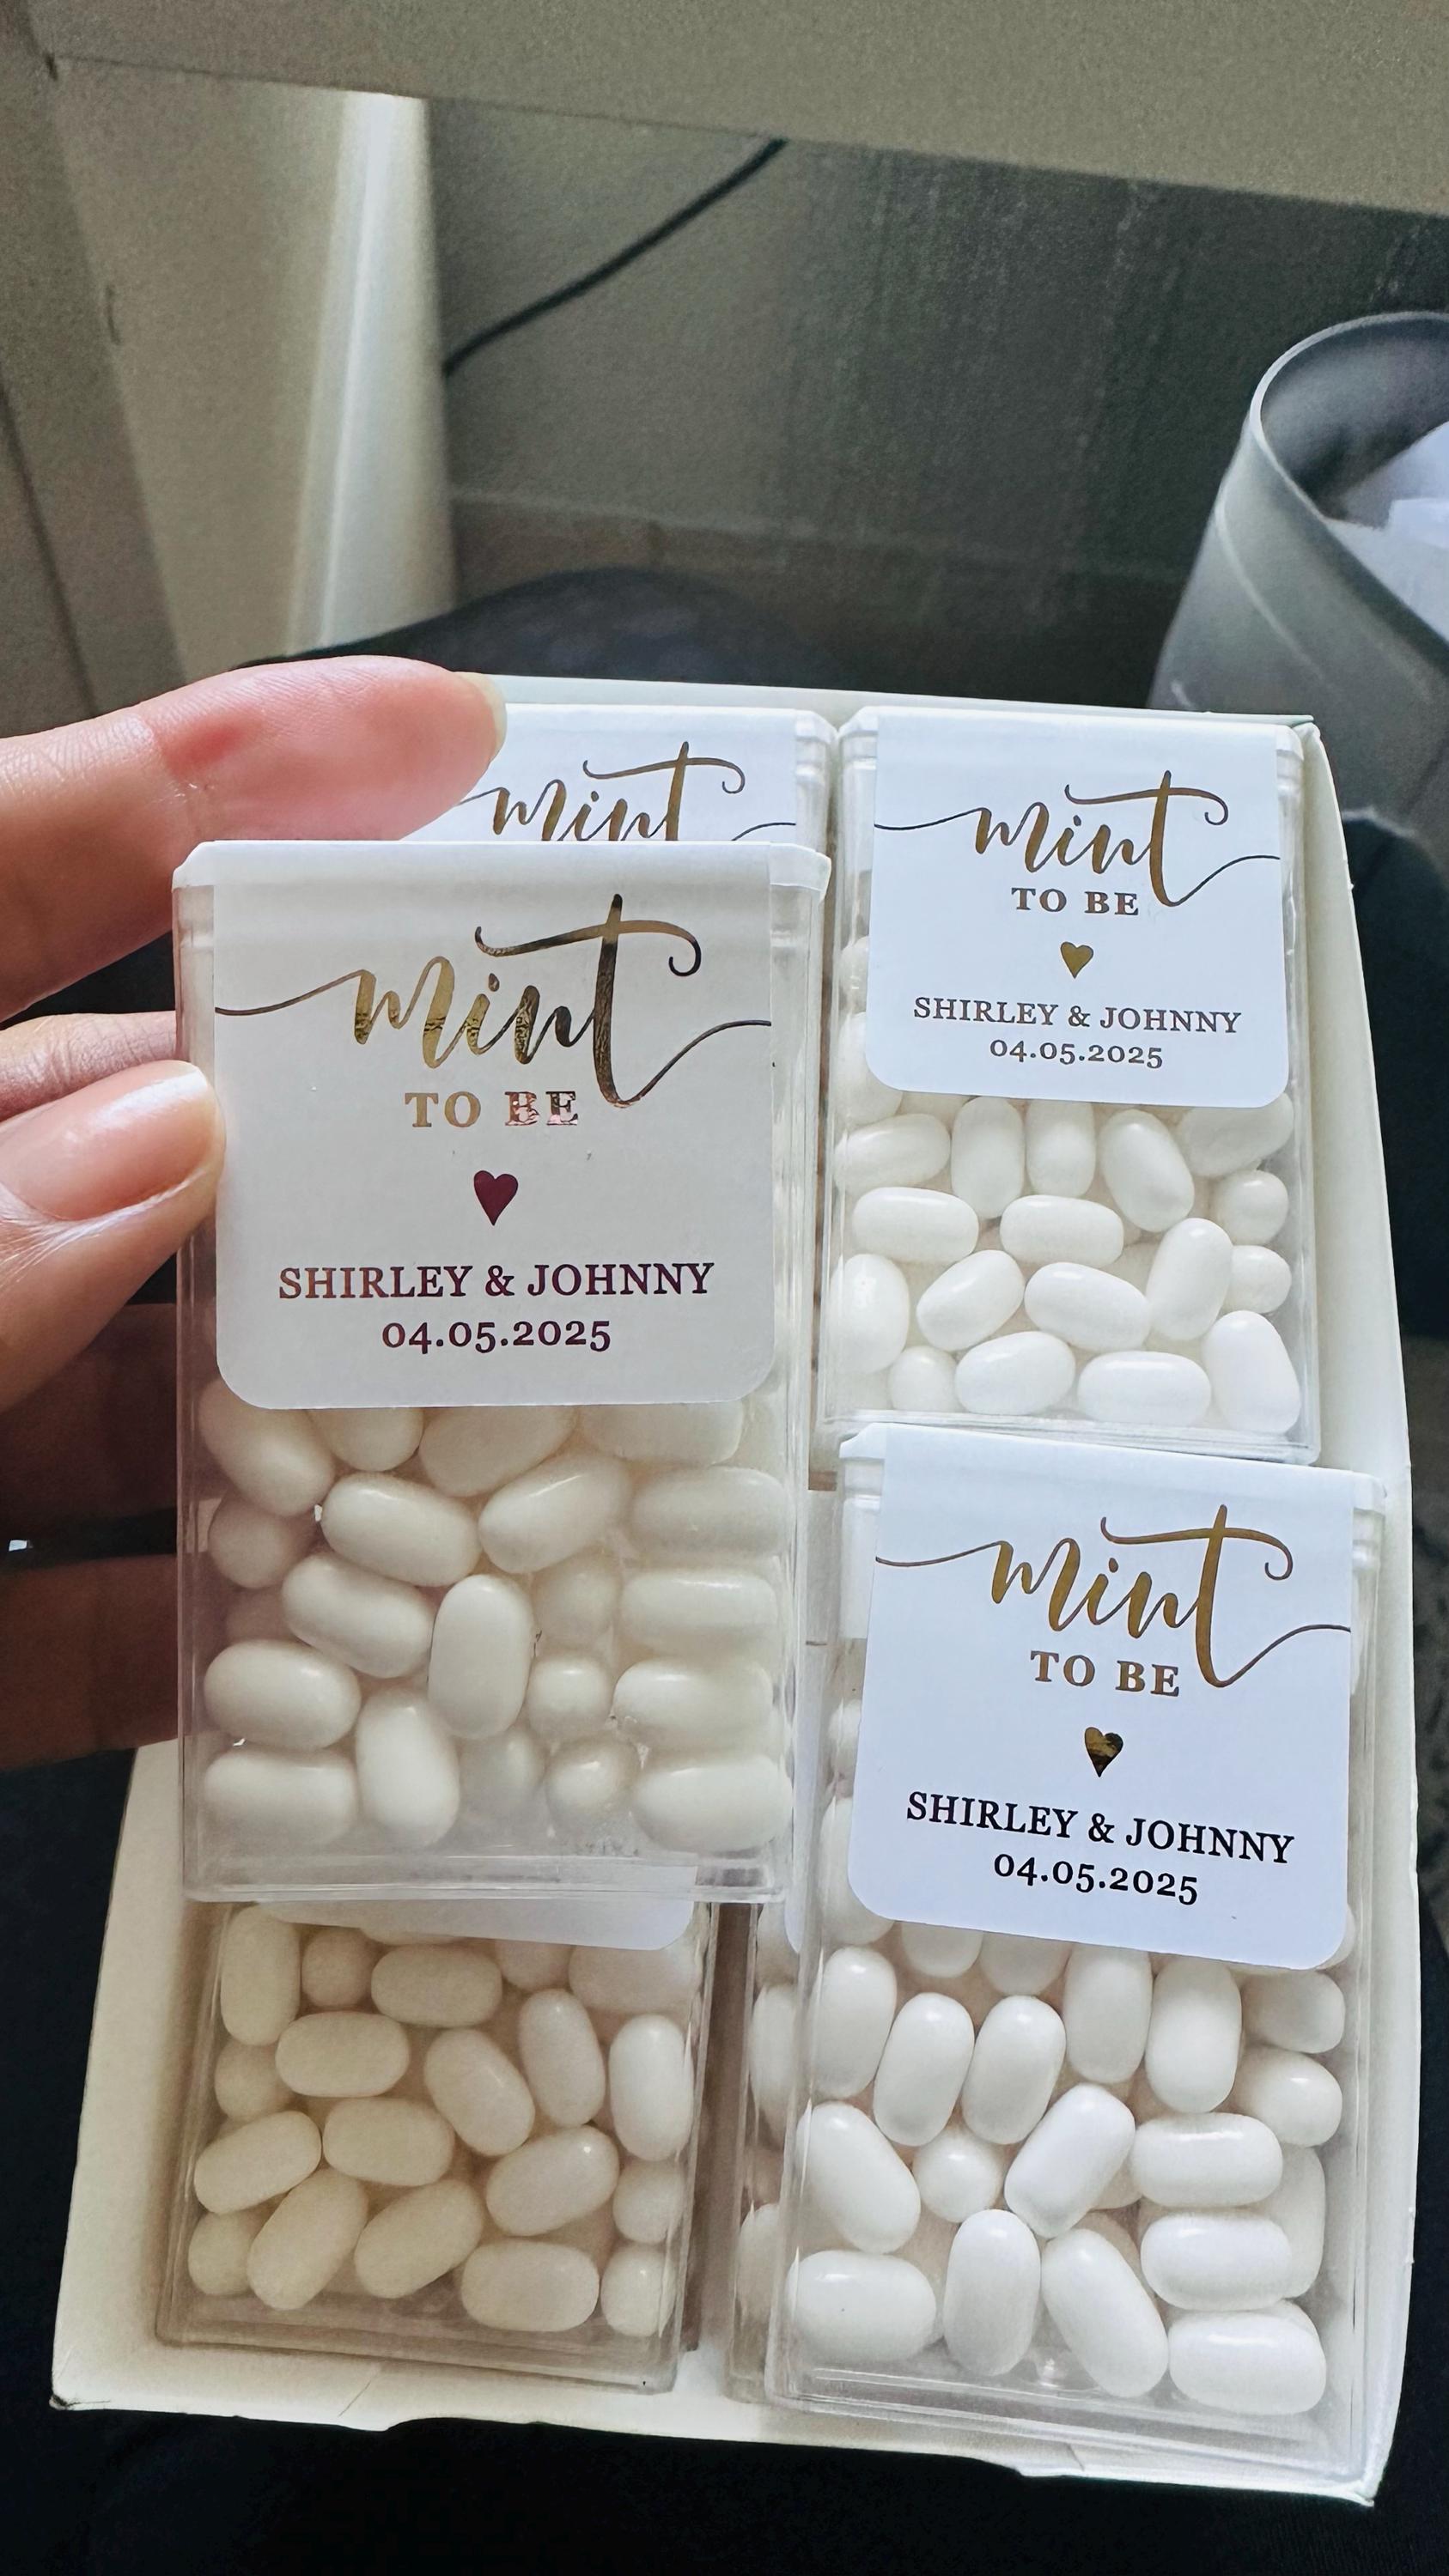 mint
mint
TO BE
SHIRLEY & JOHNNY
04.05.2025
mint
TO BE
SHIRLEY & JOHNNY
04.05.2025
mint
TO BE
SHIRLEY & JOHNNY
04.05.2025